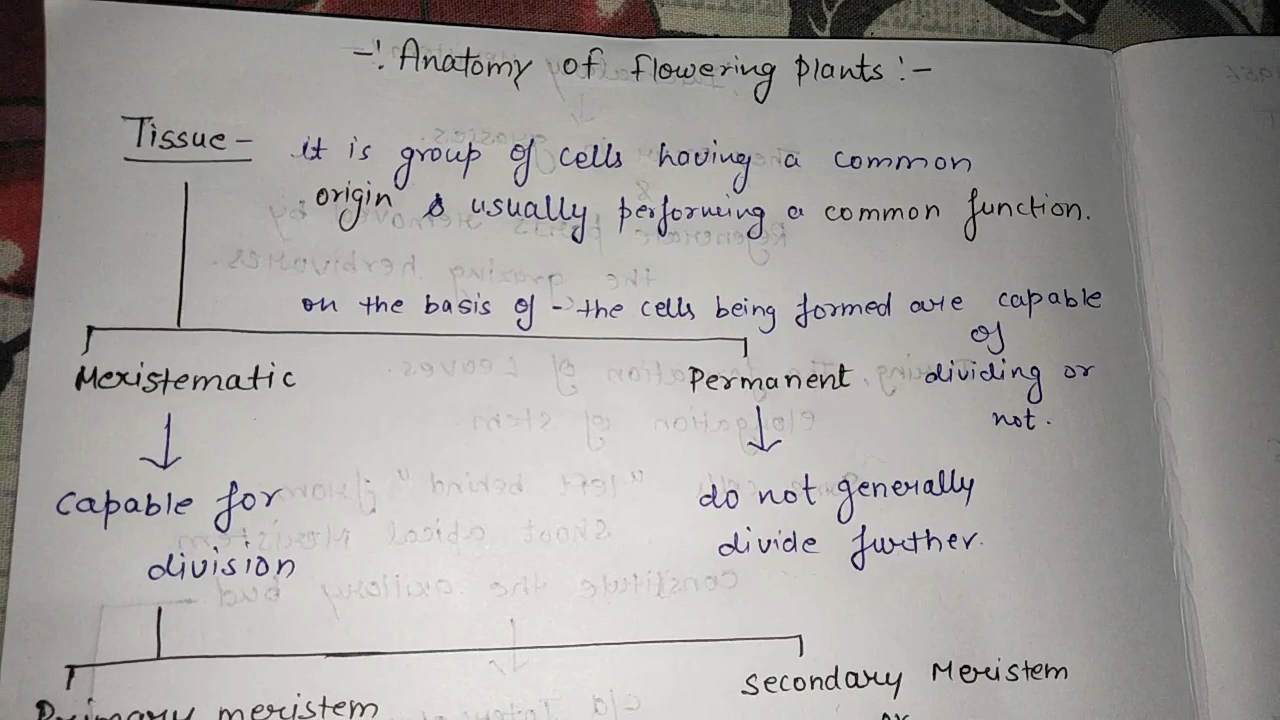 -: Anatomy of flowering plants :-
Tissue - it is group of cells having a common
origin & usually performing a common function.
on the basis of -> the cells being formed are capable
of
Meristematic Permanent dividing or
not.
capable for do not generally
division divide further.
Secondary Meristem
Primary meristem